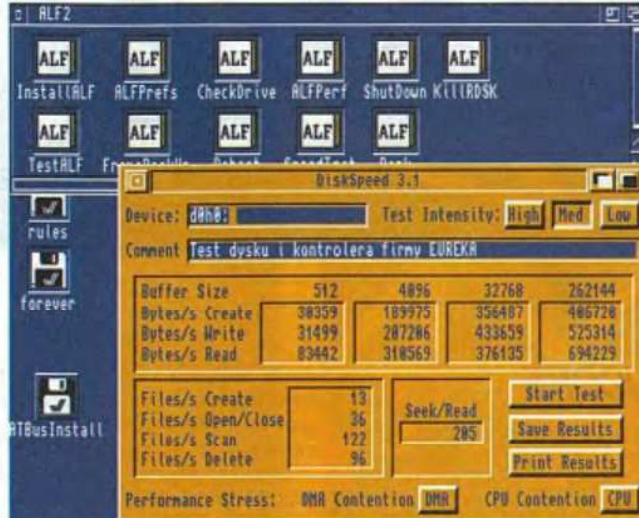 ALF2
ALF ALF ALF ALF ALF ALF
InstallALF ALFPrefs CheckDrive ALFPerf ShutDown KillRDSK
ALF ALF ALF ALF ALF
TestALF
DiskSpeed 3.1
rules
Device: d0h0: Test Intensity: High Med Low
Comment Test dysku i kontrolera firmy EUREKA
forever
Buffer Size 512 4096 32768 262144
Bytes/s Create 30359 189975 356487 406720
Bytes/s Write 31499 207206 433659 525314
Bytes/s Read 83442 310569 376135 694229
ATBusInstall
Files/s Create 13
Files/s Open/Close 36
Files/s Scan 122
Files/s Delete 96
Seek/Read
205
Start Test
Save Results
Print Results
Performance Stress: DMA Contention DMA CPU Contention CPU